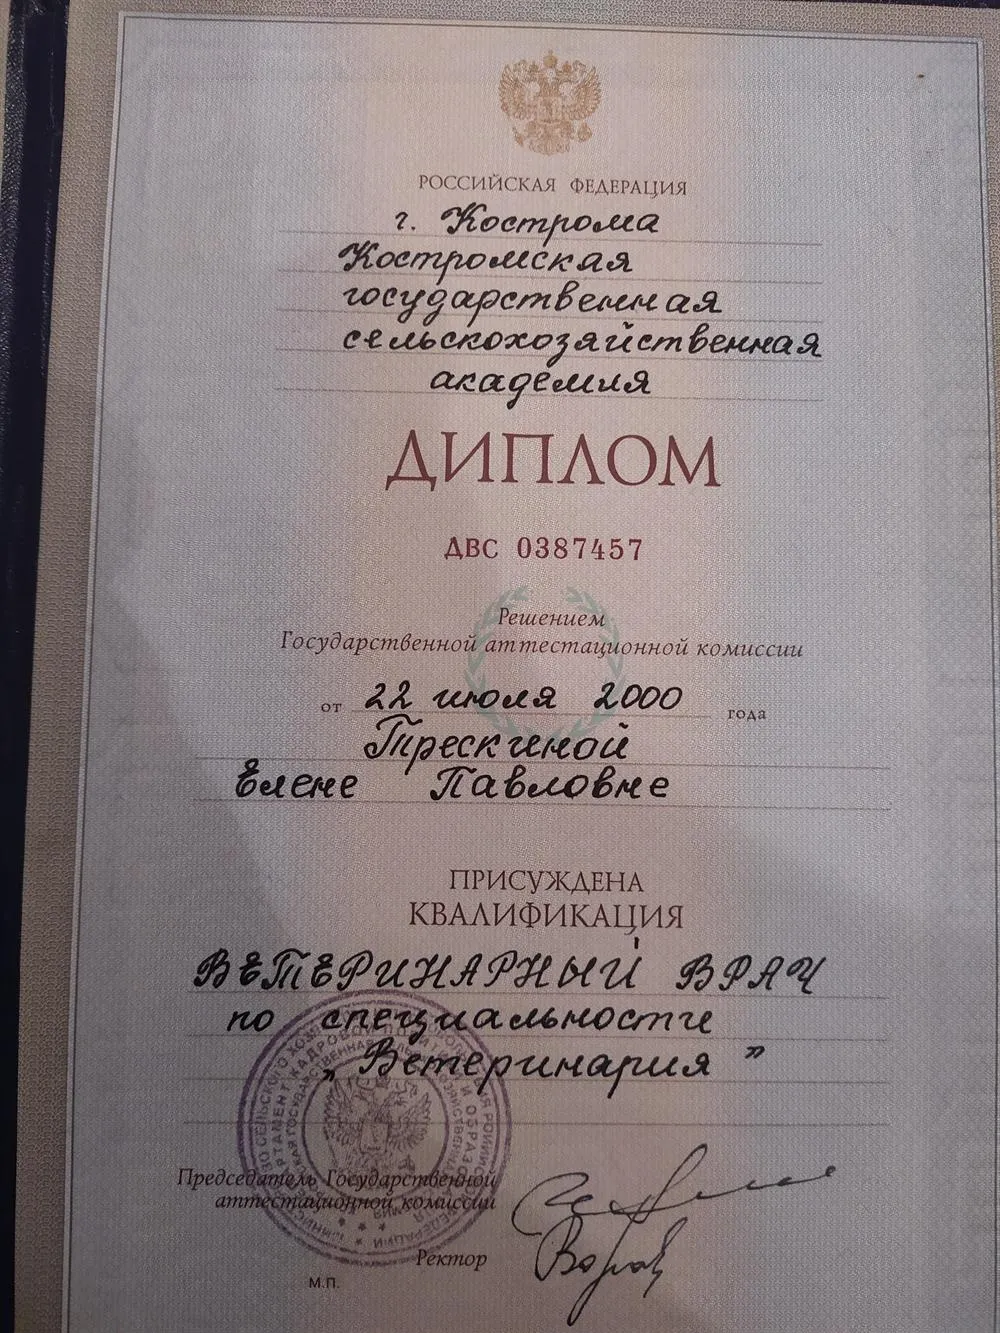 РОССИЙСКАЯ ФЕДЕРАЦИЯ
г. Кострома
Костромская
государственная
сельскохозяйственная
академия
ДИПЛОМ
ДВС 0387457
Решением
Государственной аттестационной комиссии
от 22 июля 2000 года
Трескиной
Елене Павловне
ПРИСУЖДЕНА
КВАЛИФИКАЦИЯ
ВЕТЕРИНАРНЫЙ ВРАЧ
по специальности
„Ветеринария”
Председатель Государственной
аттестационной комиссии
Ректор
М.П.